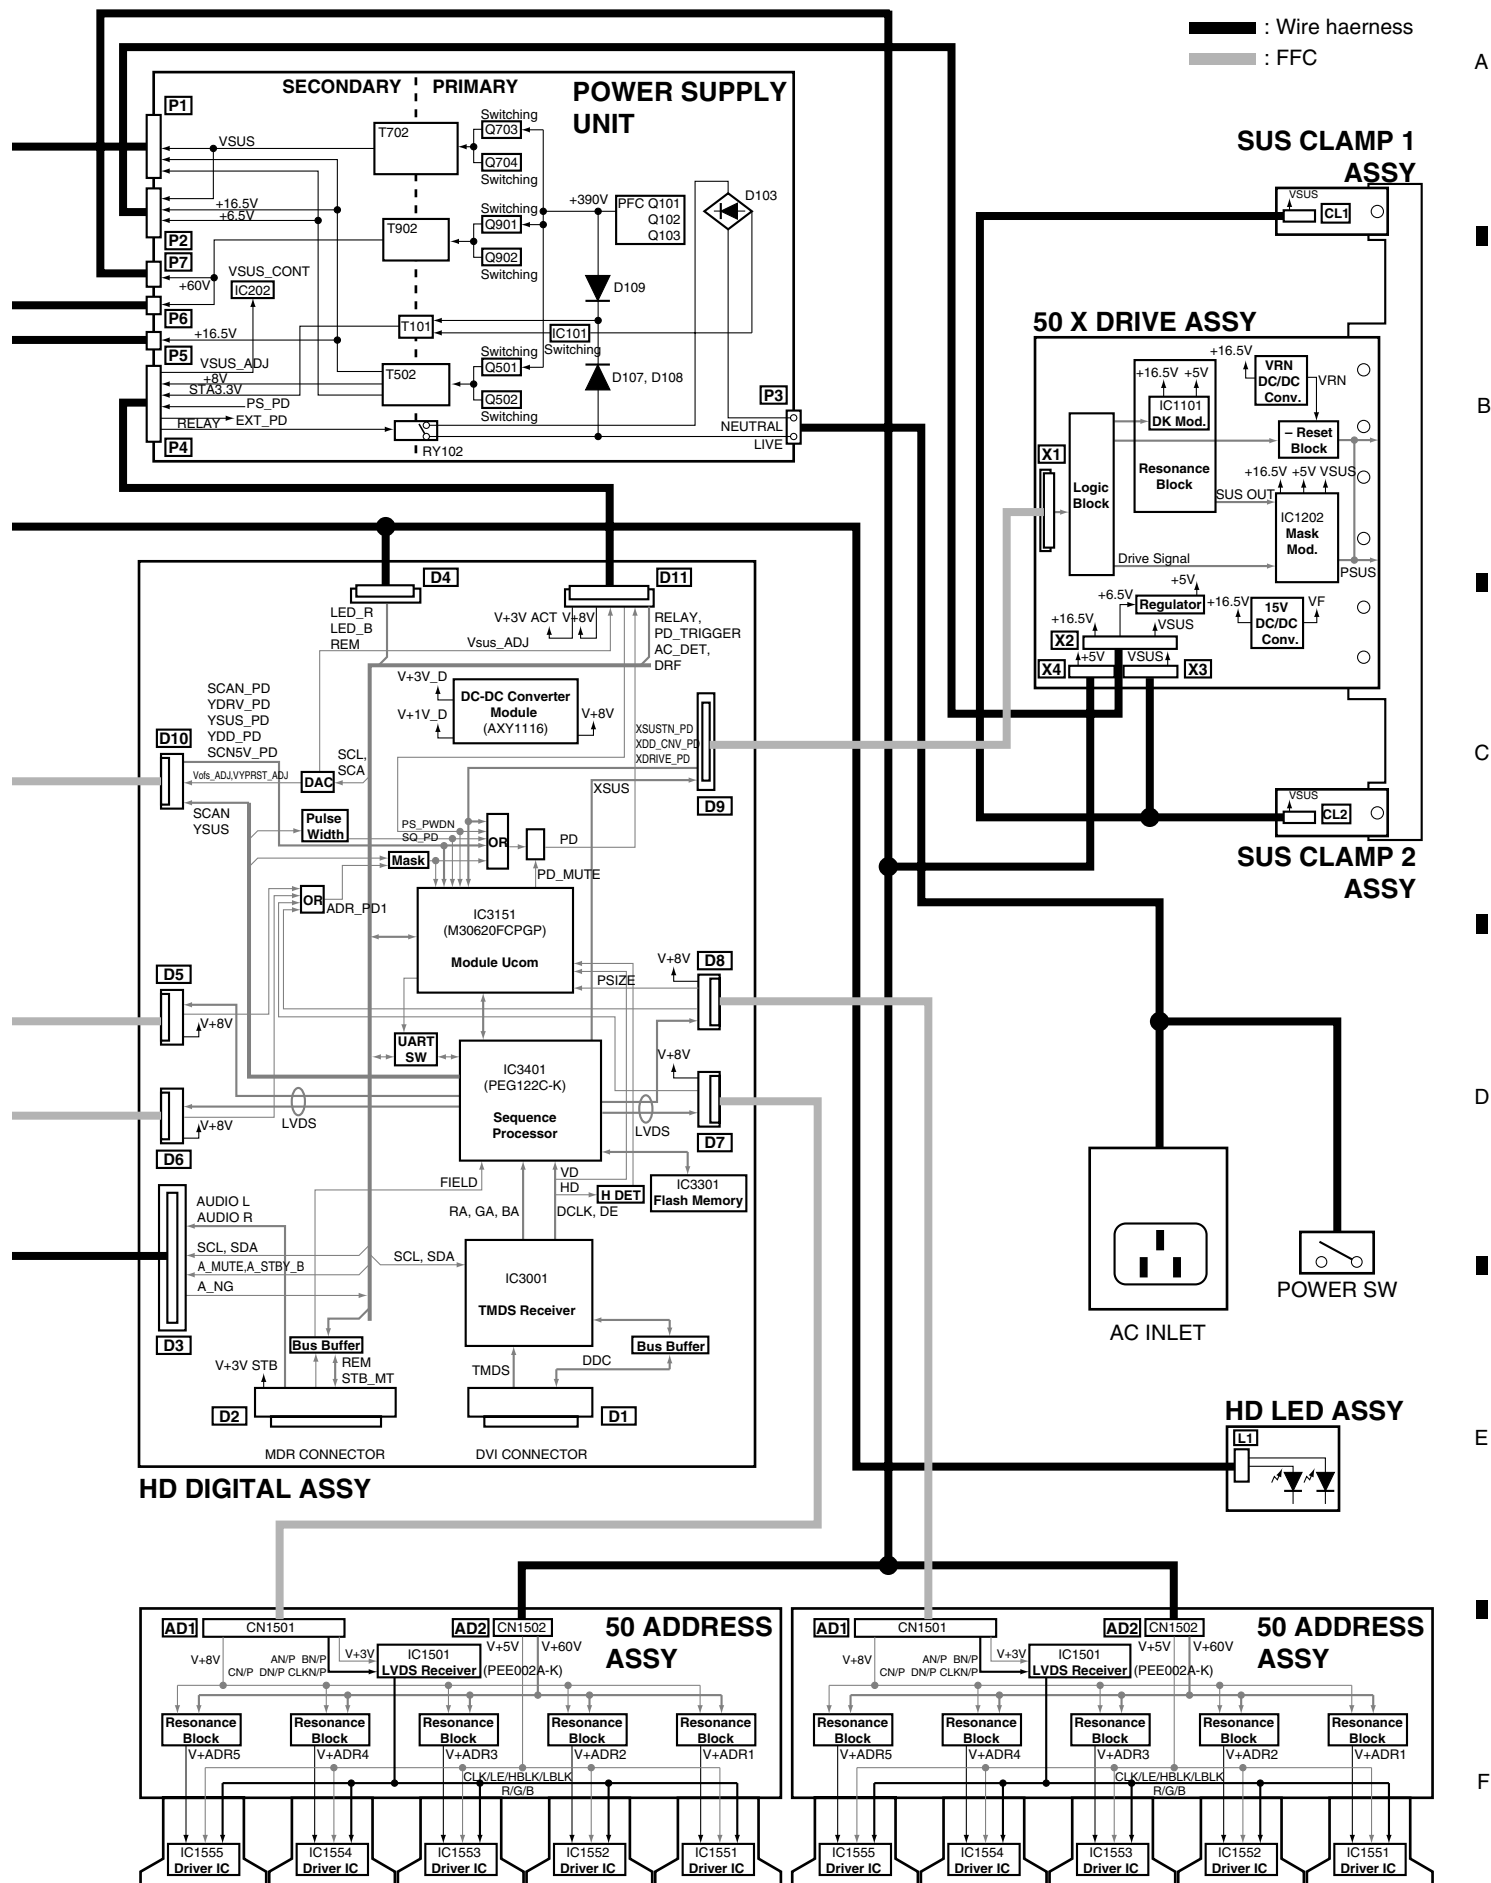 : Wire haerness
: FFC
A
SECONDARY
PRIMARY
POWER SUPPLY
UNIT
P1
VSUS
T702
Switching
Q703
Q704
Switching
+16.5V
+6.5V
P2
P7
T902
Switching
Q901
Q902
Switching
+390V
PFC Q101
Q102
Q103
D103
VSUS_CONT
IC202
+60V
P6
D109
+16.5V
P5
T101
IC101
Switching
VSUS_ADJ
+8V
STA3.3V
PS_PD
EXT_PD
RELAY
P4
T502
Switching
Q501
Q502
Switching
D107, D108
RY102
P3
NEUTRAL
LIVE
SUS CLAMP 1
ASSY
VSUS
CL1
50 X DRIVE ASSY
+16.5V
VRN
DC/DC
Conv.
VRN
+16.5V +5V
IC1101
DK Mod.
– Reset
Block
B
X1
Logic
Block
Resonance
Block
+16.5V +5V VSUS
SUS OUT
IC1202
Mask
Mod.
Drive Signal
PSUS
+5V
+6.5V
Regulator
+16.5V
15V
DC/DC
Conv.
VF
+16.5V
VSUS
X2
X4
+5V
VSUS
X3
D4
D11
LED_R
LED_B
REM
V+3V ACT
V+8V
Vsus_ADJ
RELAY,
PD_TRIGGER
AC_DET,
DRF
SCAN_PD
YDRV_PD
YSUS_PD
YDD_PD
SCN5V_PD
V+3V_D
V+1V_D
DC-DC Converter
Module
(AXY1116)
V+8V
D10
Vofs_ADJ,VYPRST_ADJ
DAC
SCL,
SCA
XSUSTN_PD
XDD_CNV_PD
XDRIVE_PD
XSUS
D9
C
SCAN
YSUS
Pulse
Width
PS_PWDN
SQ_PD
OR
PD
Mask
PD_MUTE
OR
ADR_PD1
VSUS
CL2
SUS CLAMP 2
ASSY
IC3151
(M30620FCPGP)
Module Ucom
D5
V+8V
V+8V
D8
PSIZE
UART
SW
IC3401
(PEG122C-K)
Sequence
Processor
V+8V
D7
LVDS
D
V+8V
D6
LVDS
FIELD
VD
HD
H DET
IC3301
Flash Memory
AUDIO L
AUDIO R
RA, GA, BA
DCLK, DE
SCL, SDA
A_MUTE,A_STBY_B
A_NG
D3
SCL, SDA
IC3001
TMDS Receiver
POWER SW
AC INLET
Bus Buffer
Bus Buffer
V+3V STB
REM
STB_MT
TMDS
DDC
D2
D1
MDR CONNECTOR
DVI CONNECTOR
HD DIGITAL ASSY
HD LED ASSY
L1
E
AD1
CN1501
AD2
CN1502
50 ADDRESS
ASSY
V+8V
AN/P BN/P
CN/P DN/P CLKN/P
V+3V
IC1501
LVDS Receiver
(PEE002A-K)
V+5V
V+60V
Resonance
Block
Resonance
Block
Resonance
Block
Resonance
Block
Resonance
Block
V+ADR5
V+ADR4
V+ADR3
V+ADR2
V+ADR1
CLK/LE/HBLK/LBLK
R/G/B
IC1555
Driver IC
IC1554
Driver IC
IC1553
Driver IC
IC1552
Driver IC
IC1551
Driver IC
AD1
CN1501
AD2
CN1502
50 ADDRESS
ASSY
V+8V
AN/P BN/P
CN/P DN/P CLKN/P
V+3V
IC1501
LVDS Receiver
(PEE002A-K)
V+5V
V+60V
Resonance
Block
Resonance
Block
Resonance
Block
Resonance
Block
Resonance
Block
V+ADR5
V+ADR4
V+ADR3
V+ADR2
V+ADR1
CLK/LE/HBLK/LBLK
R/G/B
F
IC1555
Driver IC
IC1554
Driver IC
IC1553
Driver IC
IC1552
Driver IC
IC1551
Driver IC